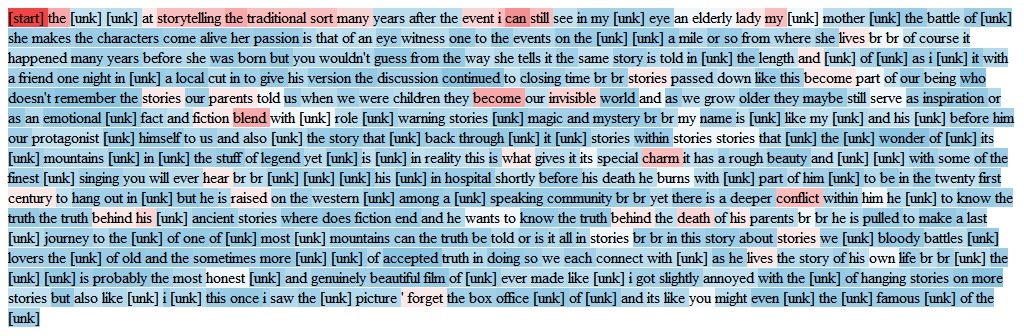 [start] the [unk] [unk] at storytelling the traditional sort many years after the event i can still see in my [unk] eye an elderly lady my [unk] mother [unk] the battle of [unk]
she makes the characters come alive her passion is that of an eye witness one to the events on the [unk] [unk] a mile or so from where she lives br br of course it
happened many years before she was born but you wouldn't guess from the way she tells it the same story is told in [unk] the length and [unk] of [unk] as i [unk] it with
a friend one night in [unk] a local cut in to give his version the discussion continued to closing time br br stories passed down like this become part of our being who
doesn't remember the stories our parents told us when we were children they become our invisible world and as we grow older they maybe still serve as inspiration or
as an emotional [unk] fact and fiction blend with [unk] role [unk] warning stories [unk] magic and mystery br br my name is [unk] like my [unk] and his [unk] before him
our protagonist [unk] himself to us and also [unk] the story that [unk] back through [unk] it [unk] stories within stories stories that [unk] the [unk] wonder of [unk] its
[unk] mountains [unk] in [unk] the stuff of legend yet [unk] is [unk] in reality this is what gives it its special charm it has a rough beauty and [unk] [unk] with some of the
finest [unk] singing you will ever hear br br [unk] [unk] [unk] his [unk] in hospital shortly before his death he burns with [unk] part of him [unk] to be in the twenty first
century to hang out in [unk] but he is raised on the western [unk] among a [unk] speaking community br br yet there is a deeper conflict within him he [unk] to know the
truth the truth behind his [unk] ancient stories where does fiction end and he wants to know the truth behind the death of his parents br br he is pulled to make a last
[unk] journey to the [unk] of one of [unk] most [unk] mountains can the truth be told or is it all in stories br br in this story about stories we [unk] bloody battles [unk]
lovers the [unk] of old and the sometimes more [unk] [unk] of accepted truth in doing so we each connect with [unk] as he lives the story of his own life br br [unk] the
[unk] [unk] is probably the most honest [unk] and genuinely beautiful film of [unk] ever made like [unk] i got slightly annoyed with the [unk] of hanging stories on more
stories but also like [unk] i [unk] this once i saw the [unk] picture ' forget the box office [unk] of [unk] and its like you might even [unk] the [unk] famous [unk] of the
[unk]